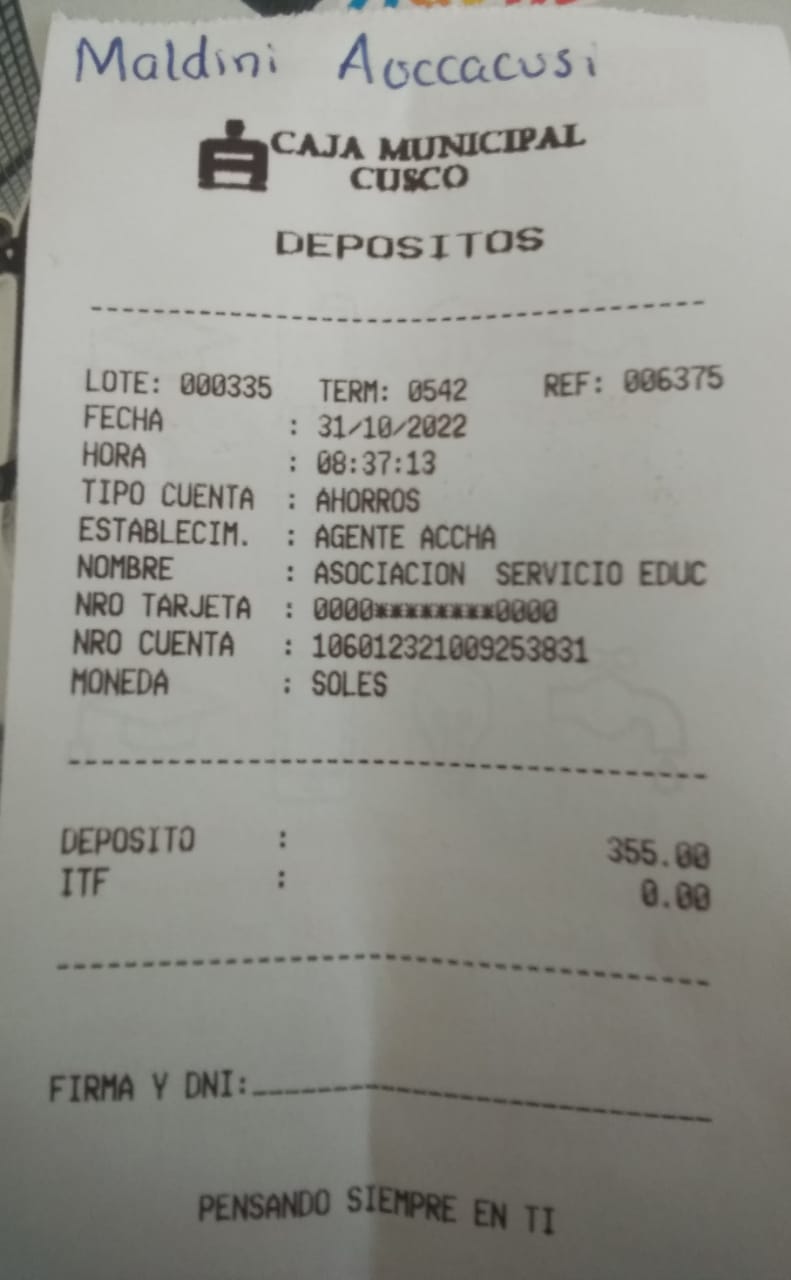 Maldini Aoccacusi
CAJA MUNICIPAL
CUSCO
DEPOSITOS
LOTE: 000335 TERM: 0542 REF: 006375
FECHA : 31/10/2022
HORA : 08:37:13
TIPO CUENTA : AHORROS
ESTABLECIM. : AGENTE ACCHA
NOMBRE : ASOCIACION SERVICIO EDUC
NRO TARJETA : 0000********0000
NRO CUENTA : 106012321009253831
MONEDA : SOLES
DEPOSITO : 355.00
ITF : 0.00
FIRMA Y DNI:
PENSANDO SIEMPRE EN TI